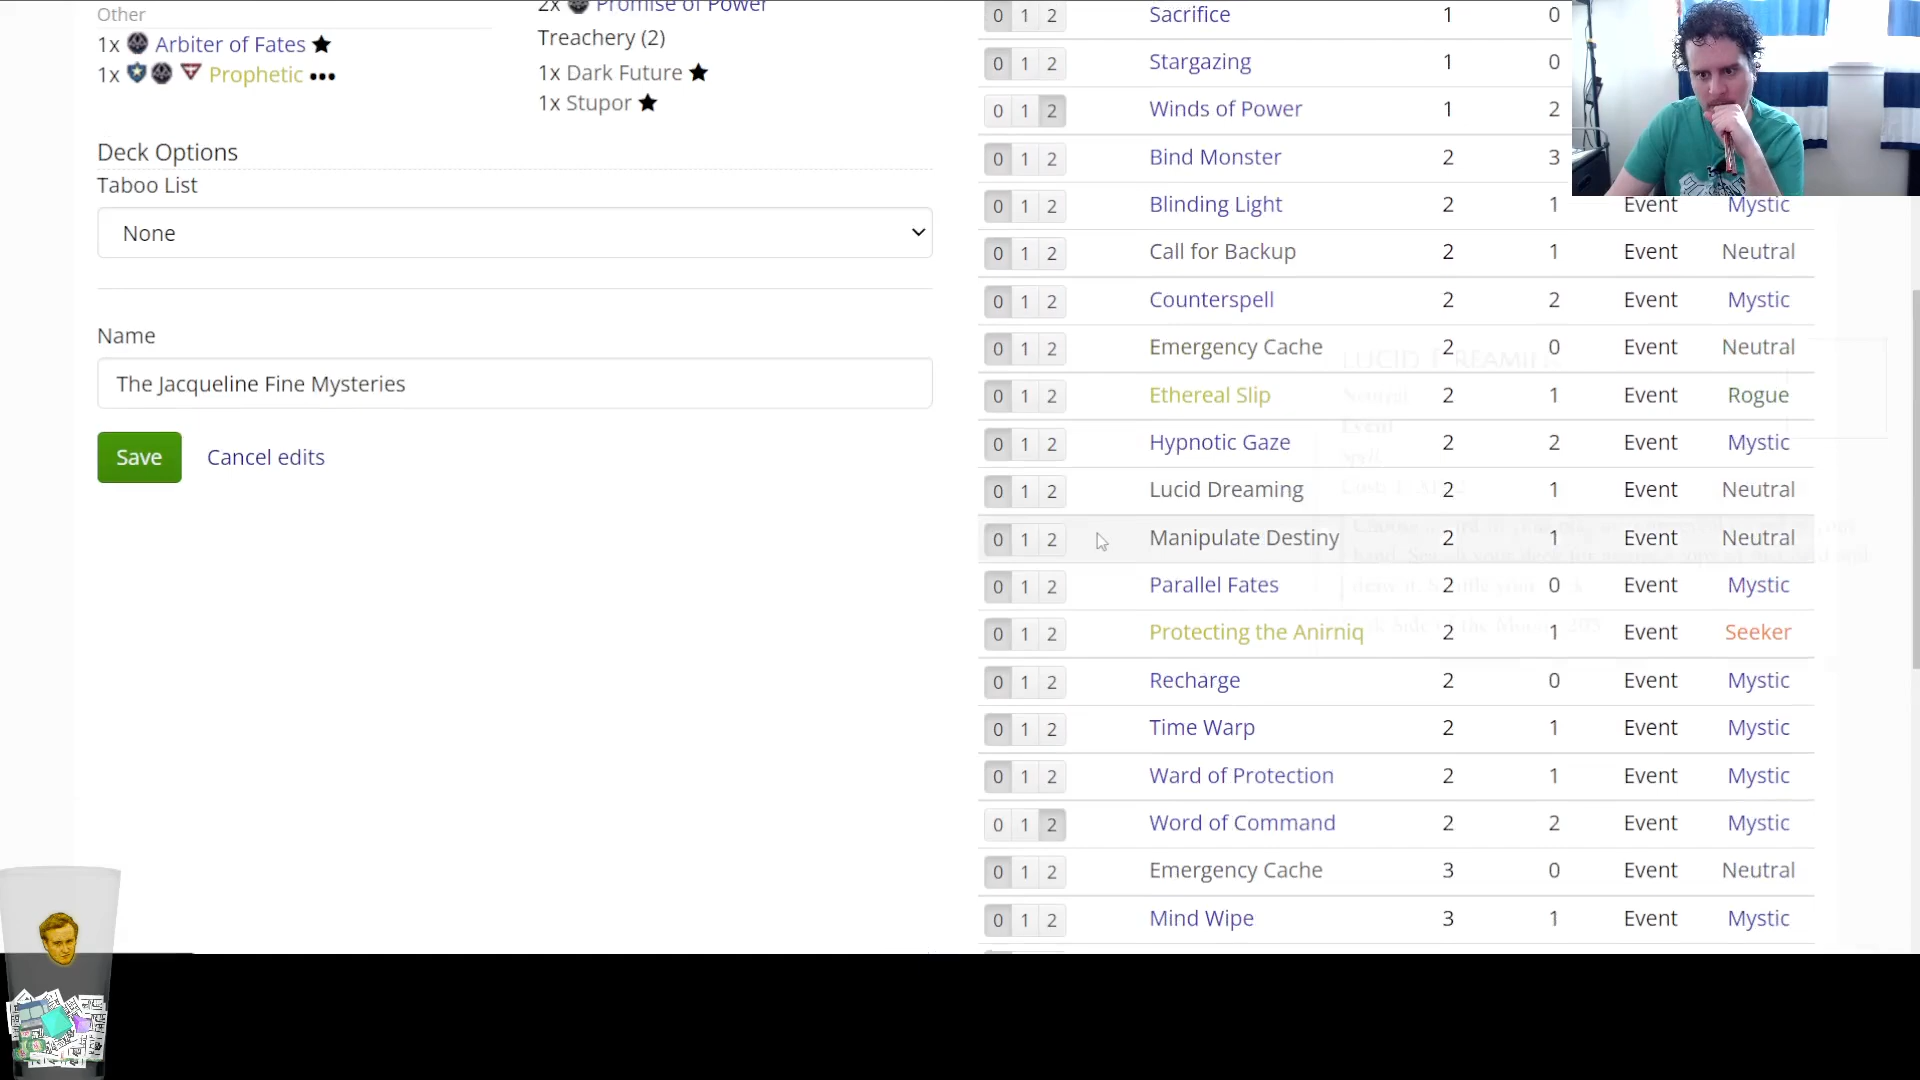 Other
1x Arbiter of Fates
1x Prophetic
2x Promise of Power
Treachery (2)
1x Dark Future
1x Stupor
Deck Options
Taboo List
None
Name
The Jacqueline Fine Mysteries
Save Cancel edits
0 1 2 Sacrifice 1 0
0 1 2 Stargazing 1 0
0 1 2 Winds of Power 1 2
0 1 2 Bind Monster 2 3
0 1 2 Blinding Light 2 1 Event Mystic
0 1 2 Call for Backup 2 1 Event Neutral
0 1 2 Counterspell 2 2 Event Mystic
0 1 2 Emergency Cache 2 0 Event Neutral
0 1 2 Ethereal Slip 2 1 Event Rogue
0 1 2 Hypnotic Gaze 2 2 Event Mystic
0 1 2 Lucid Dreaming 2 1 Event Neutral
0 1 2 Manipulate Destiny 2 1 Event Neutral
0 1 2 Parallel Fates 2 0 Event Mystic
0 1 2 Protecting the Anirniq 2 1 Event Seeker
0 1 2 Recharge 2 0 Event Mystic
0 1 2 Time Warp 2 1 Event Mystic
0 1 2 Ward of Protection 2 1 Event Mystic
0 1 2 Word of Command 2 2 Event Mystic
0 1 2 Emergency Cache 3 0 Event Neutral
0 1 2 Mind Wipe 3 1 Event Mystic